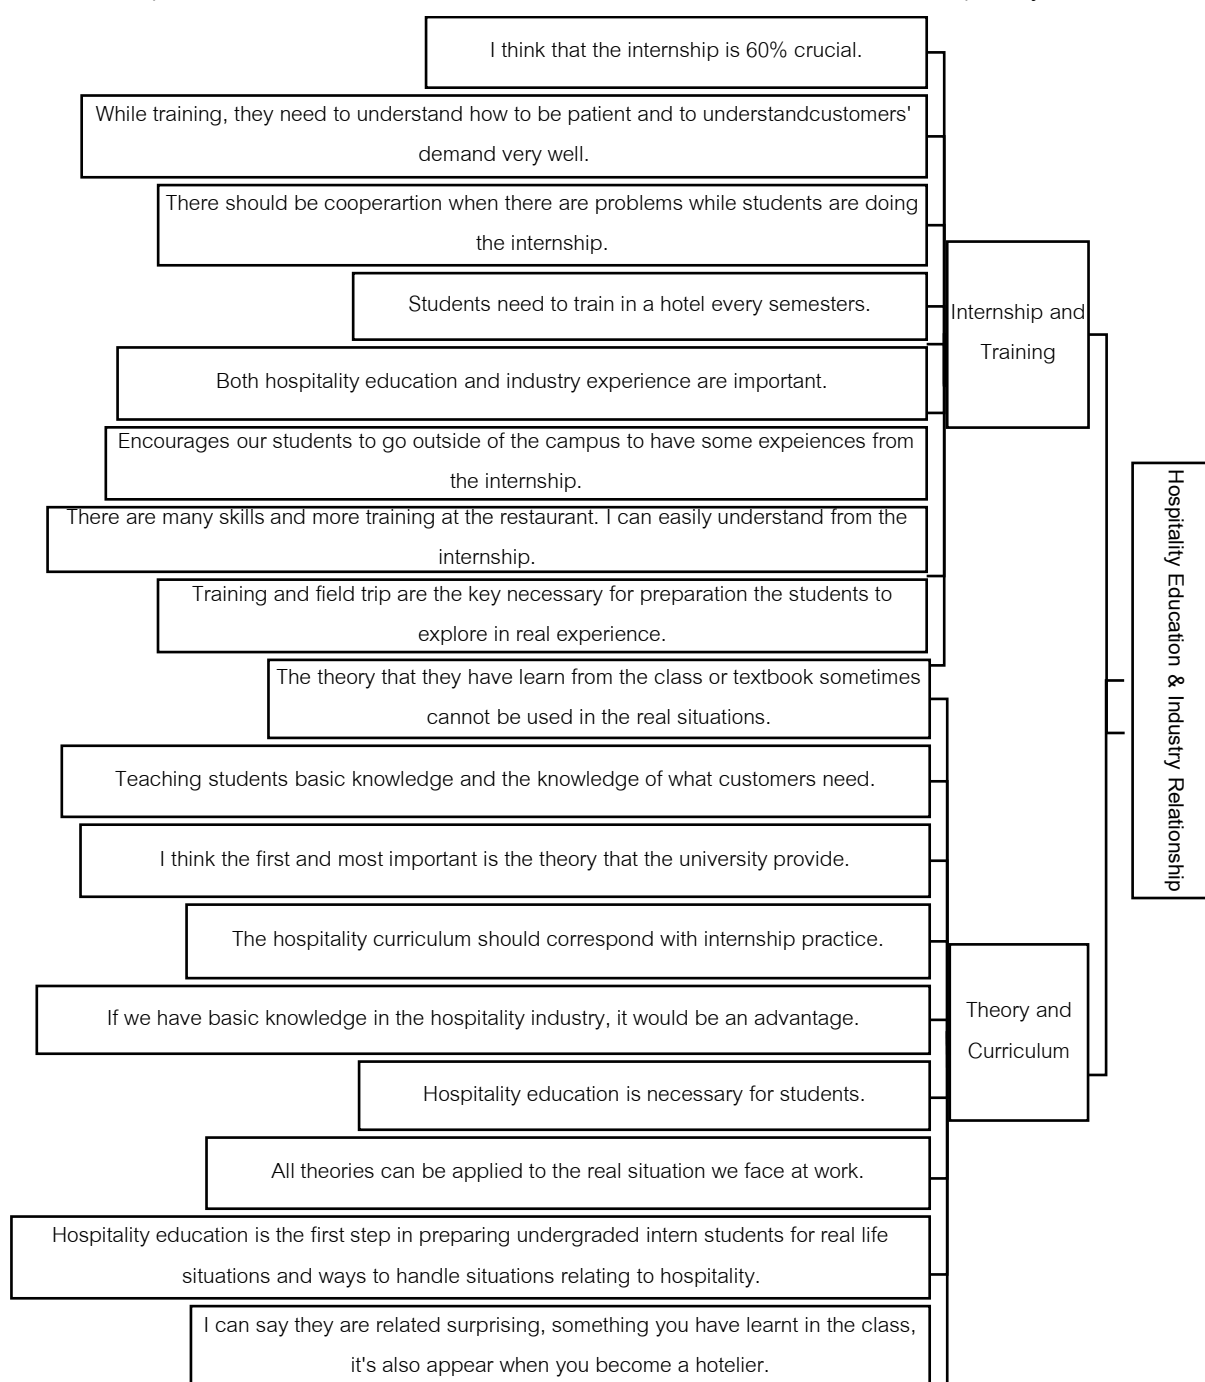 I think that the internship is 60% crucial.
While training, they need to understand how to be patient and to understandcustomers'
demand very well.
There should be cooperartion when there are problems while students are doing
the internship.
Students need to train in a hotel every semesters.
Both hospitality education and industry experience are important.
Encourages our students to go outside of the campus to have some expeiences from
the internship.
There are many skills and more training at the restaurant. I can easily understand from the
internship.
Training and field trip are the key necessary for preparation the students to
explore in real experience.
Internship and
Training
The theory that they have learn from the class or textbook sometimes
cannot be used in the real situations.
Teaching students basic knowledge and the knowledge of what customers need.
I think the first and most important is the theory that the university provide.
The hospitality curriculum should correspond with internship practice.
If we have basic knowledge in the hospitality industry, it would be an advantage.
Hospitality education is necessary for students.
All theories can be applied to the real situation we face at work.
Hospitality education is the first step in preparing undergraded intern students for real life
situations and ways to handle situations relating to hospitality.
I can say they are related surprising, something you have learnt in the class,
it's also appear when you become a hotelier.
Theory and
Curriculum
Hospitality Education & Industry Relationship